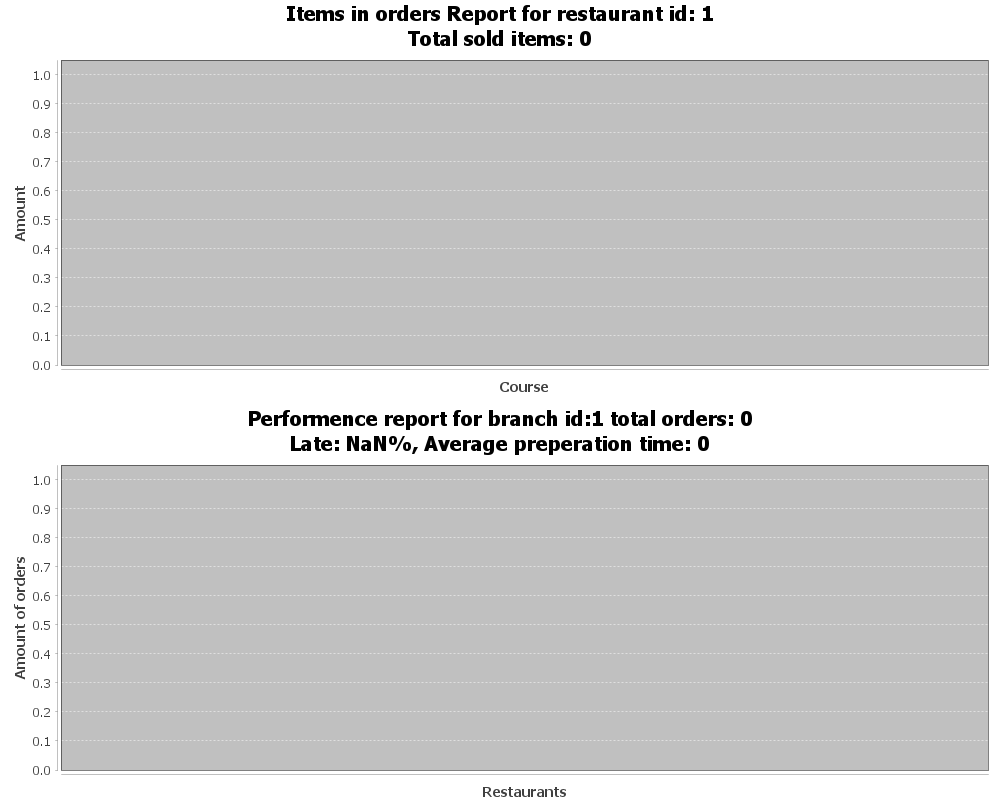 Items in orders Report for restaurant id: 1
Total sold items: 0
1.0
0.9
0.8
0.7
0.6
0.5
0.4
0.3
0.2
0.1
0.0
Amount
Course
Performence report for branch id:1 total orders: 0
Late: NaN%, Average preperation time: 0
1.0
0.9
0.8
0.7
0.6
0.5
0.4
0.3
0.2
0.1
0.0
Amount of orders
Restaurants